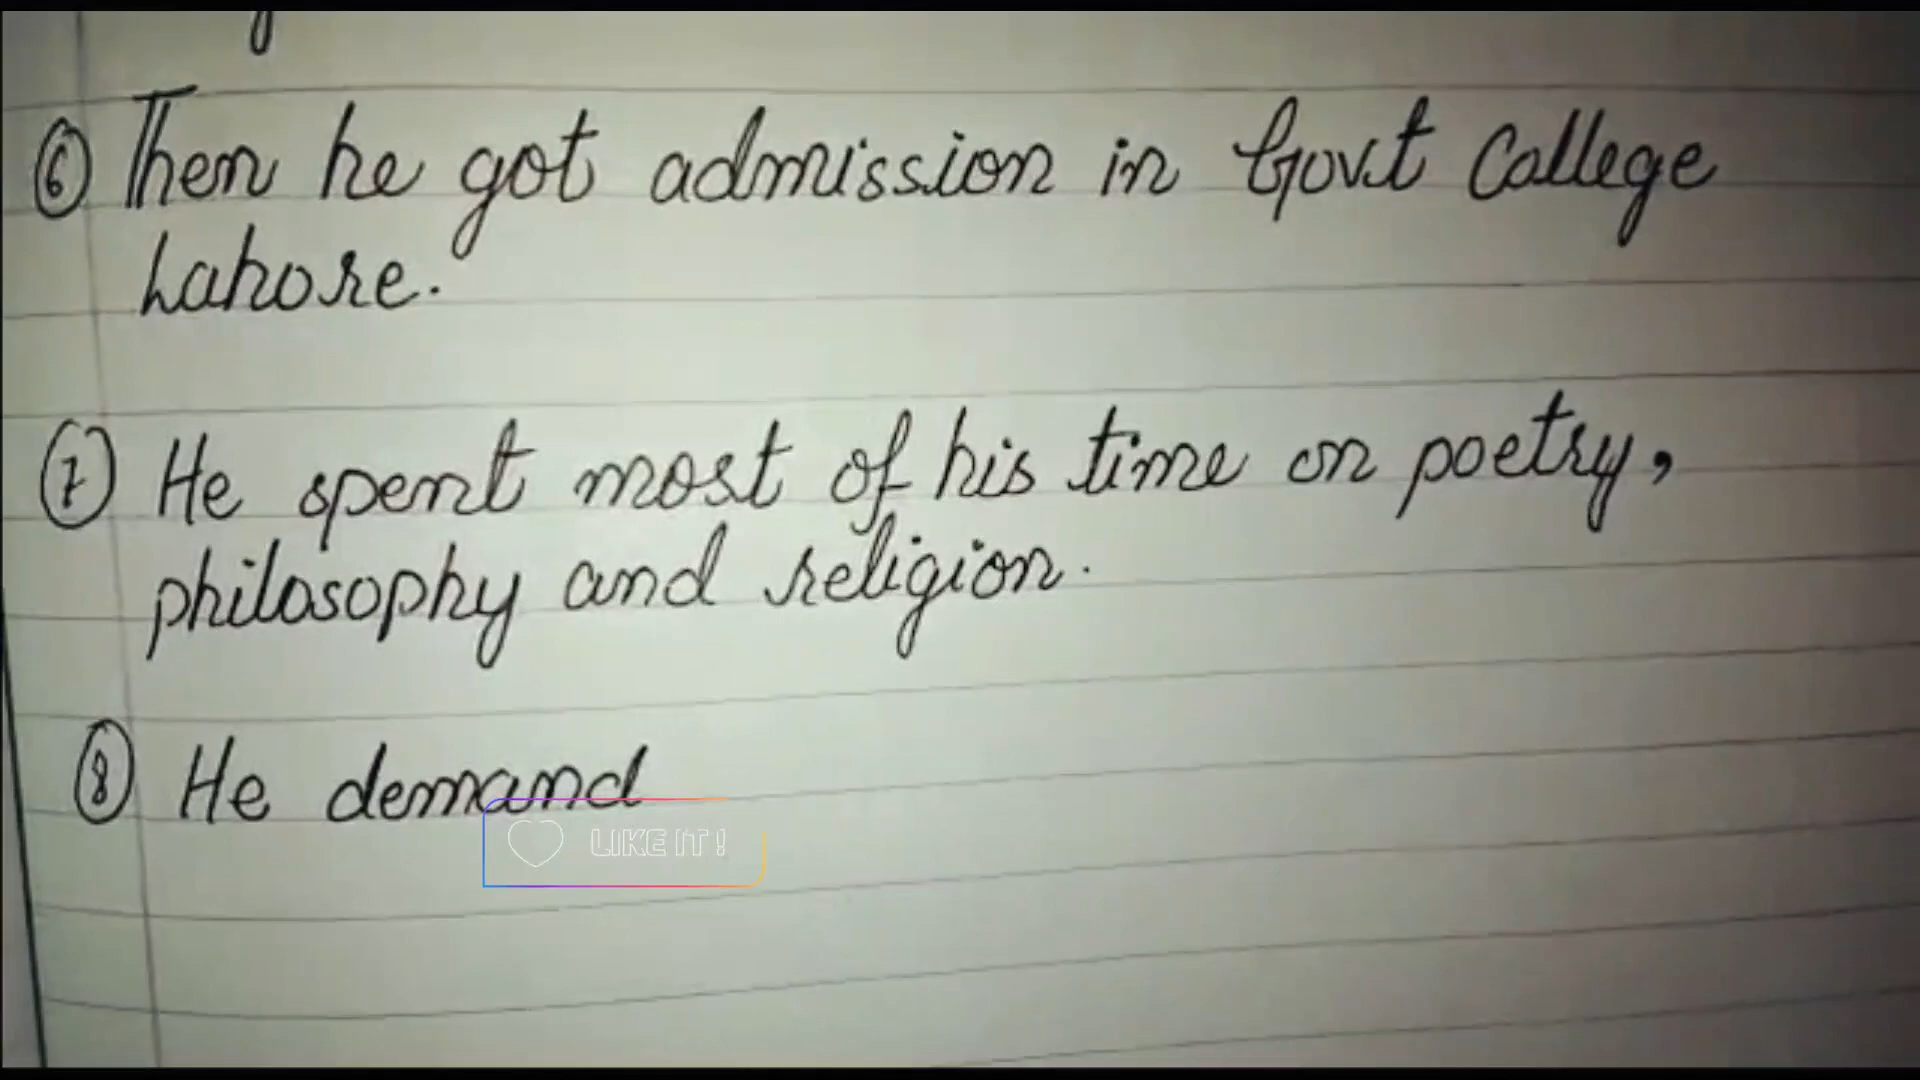 ⑥ Then he got admission in Govt College
Lahore.
⑦ He spent most of his time on poetry,
philosophy and religion.
⑧ He demand
LIKE IT!